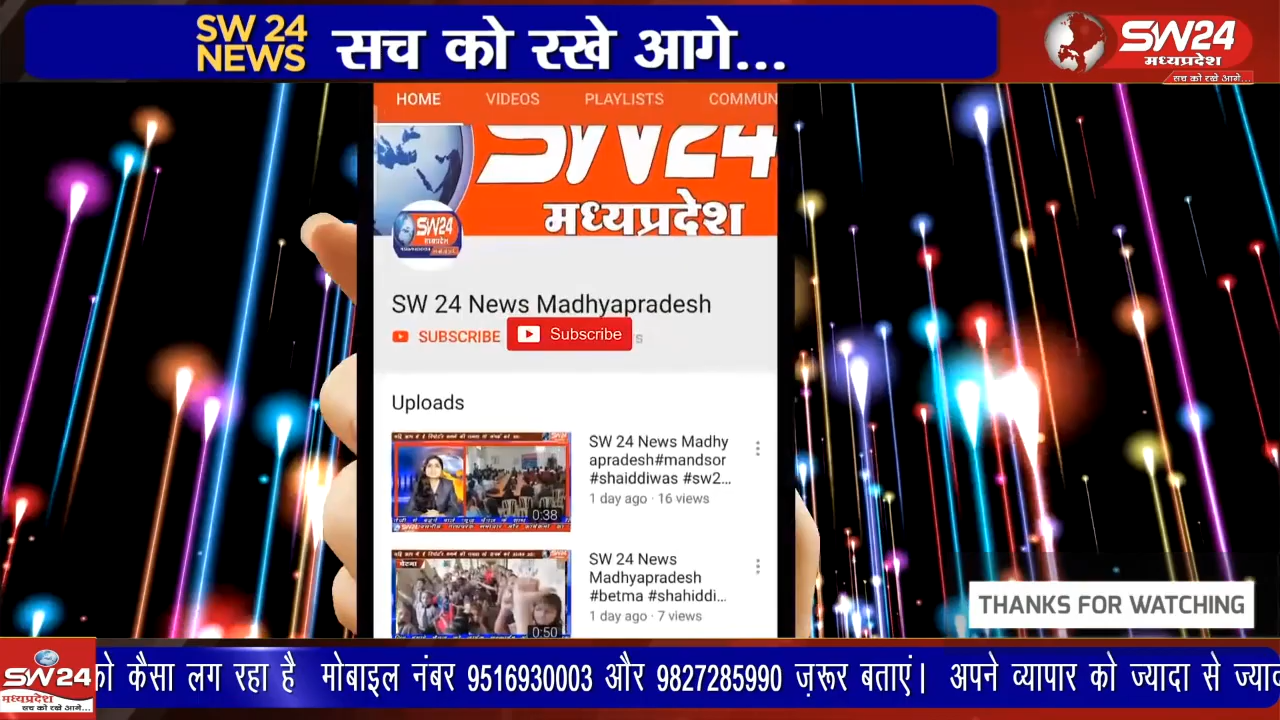 SW 24
NEWS
सच को रखे आगे...
SW24
मध्यप्रदेश
सच को रखे आगे...
HOME VIDEOS PLAYLISTS COMMUN
SW24
मध्यप्रदेश
SW24
SW 24 News Madhyapradesh
SUBSCRIBE
Subscribe
s
Uploads
SW 24 News Madhy
apradesh#mandsor
#shaiddiwas #sw2...
1 day ago · 16 views
0:38
SW 24 News
Madhyapradesh
#betma #shahiddi...
1 day ago · 7 views
बेटमा
0:50
THANKS FOR WATCHING
SW24
मध्यप्रदेश
सच को रखे आगे...
को कैसा लग रहा है मोबाइल नंबर 9516930003 और 9827285990 ज़रूर बताएं। अपने व्यापार को ज्यादा से ज्याद